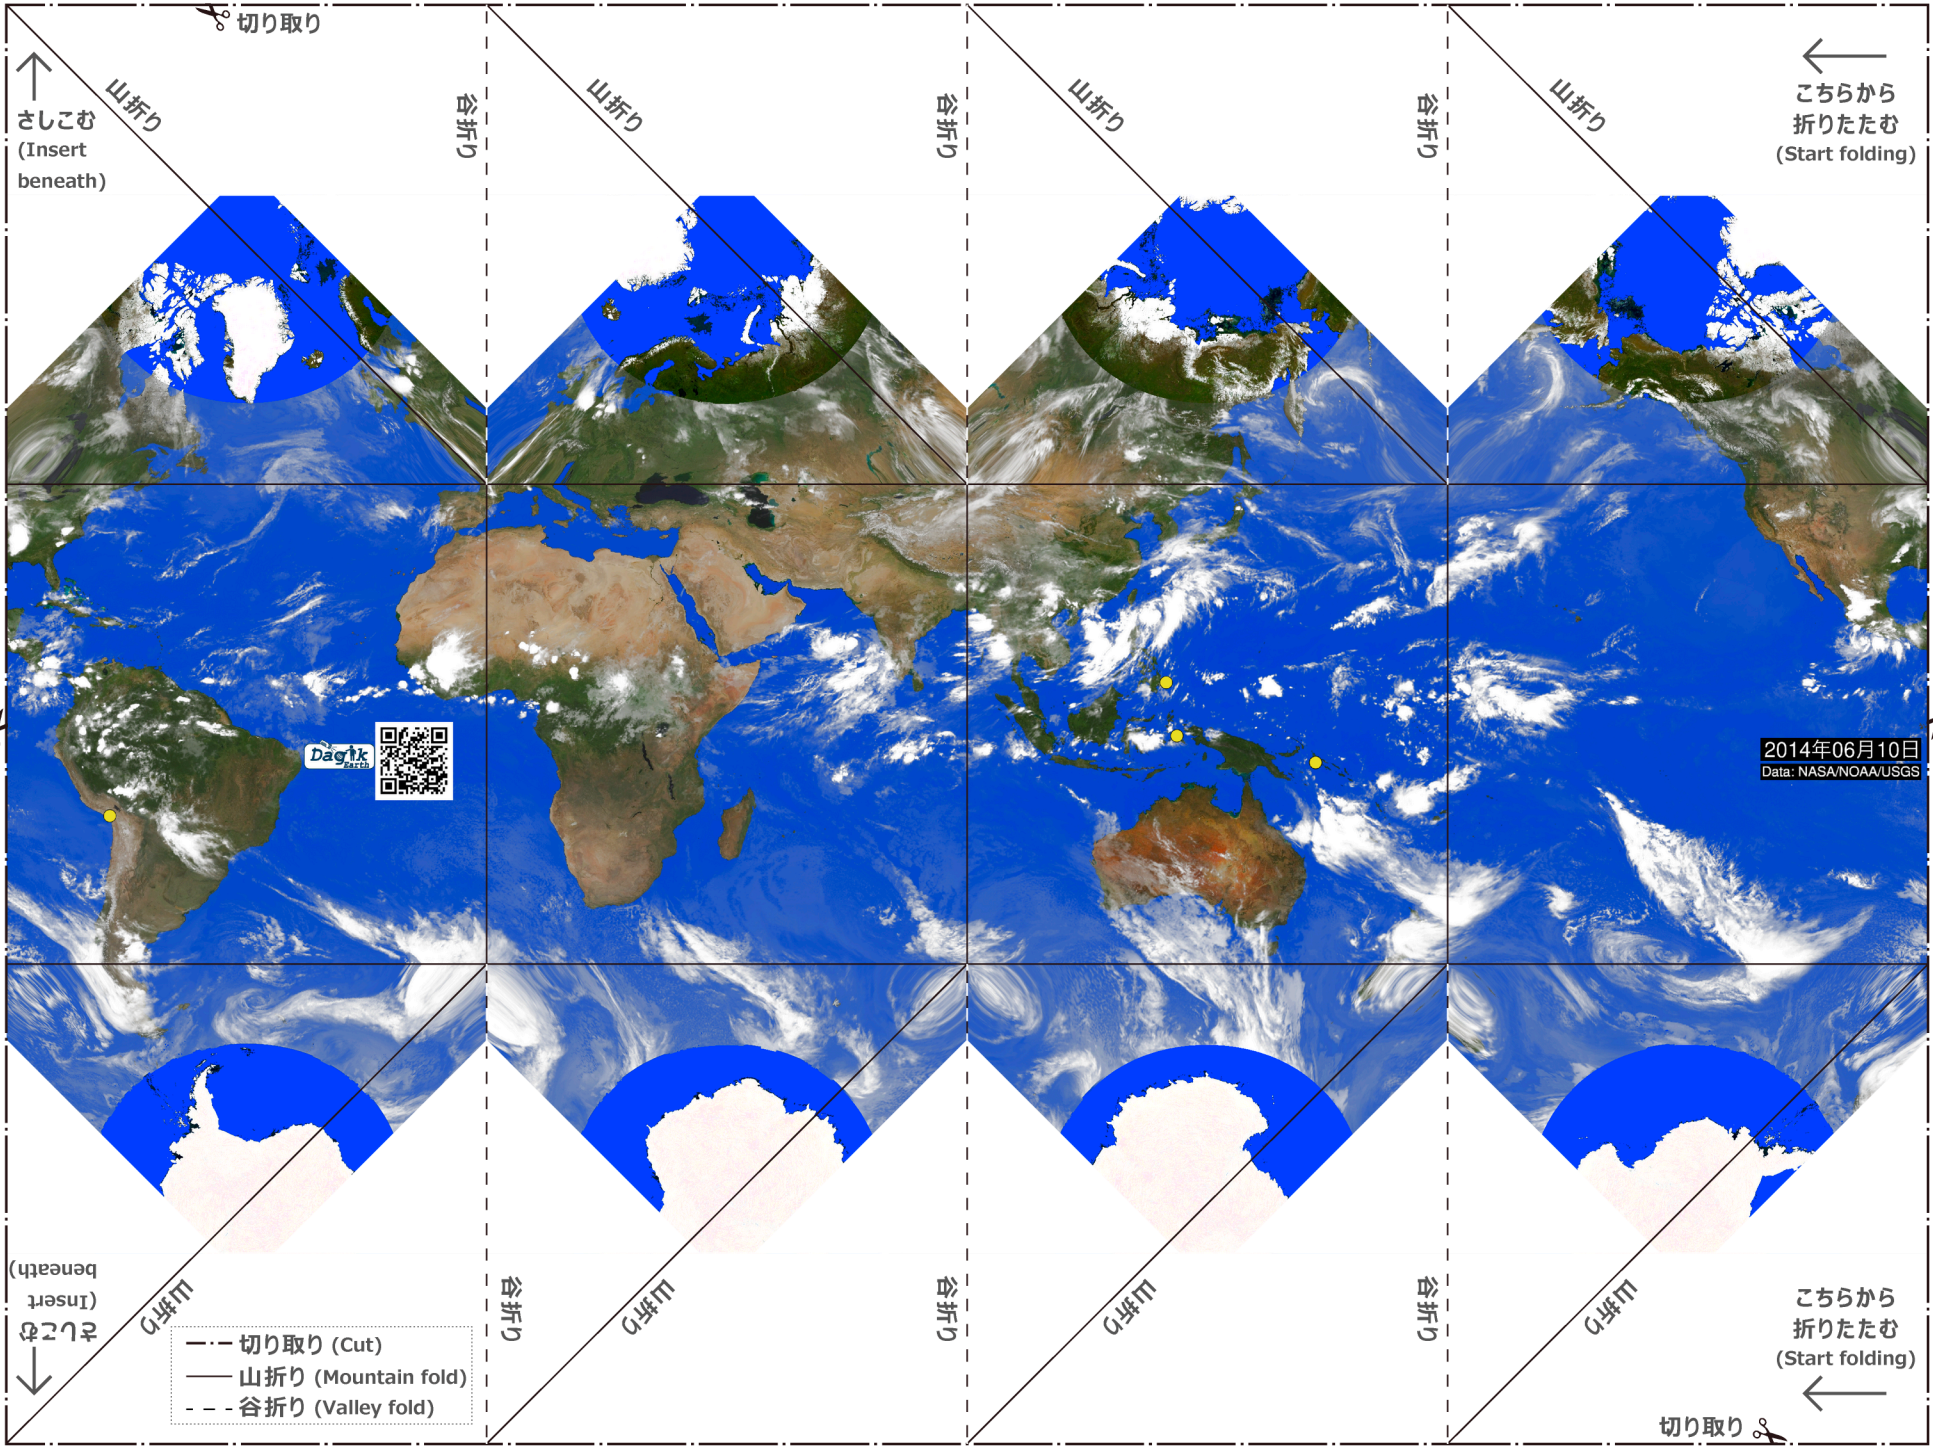 切り取り
山折り
谷折り
山折り
谷折り
山折り
谷折り
山折り
さしこむ
(Insert
beneath)
こちらから
折りたたむ
(Start folding)
Dagik
Earth
2014年06月10日
Data: NASA/NOAA/USGS
さしこむ
(Insert
beneath)
山折り
谷折り
山折り
谷折り
山折り
谷折り
山折り
こちらから
折りたたむ
(Start folding)
切り取り (Cut)
山折り (Mountain fold)
谷折り (Valley fold)
切り取り